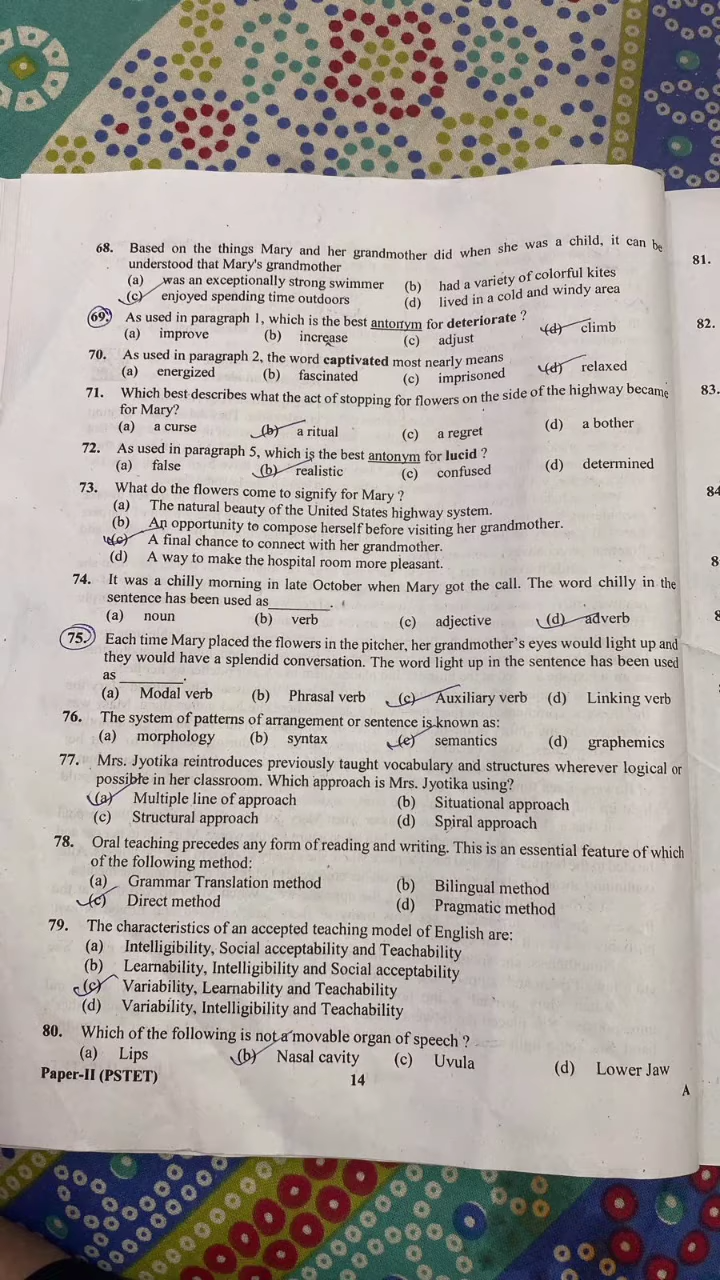 68. Based on the things Mary and her grandmother did when she was a child, it can be
understood that Mary's grandmother
(a) was an exceptionally strong swimmer (b) had a variety of colorful kites
(c) enjoyed spending time outdoors (d) lived in a cold and windy area
69. As used in paragraph 1, which is the best antonym for deteriorate ?
(a) improve (b) increase (c) adjust (d) climb
70. As used in paragraph 2, the word captivated most nearly means
(a) energized (b) fascinated (c) imprisoned (d) relaxed
71. Which best describes what the act of stopping for flowers on the side of the highway became
for Mary?
(a) a curse (b) a ritual (c) a regret (d) a bother
72. As used in paragraph 5, which is the best antonym for lucid ?
(a) false (b) realistic (c) confused (d) determined
73. What do the flowers come to signify for Mary ?
(a) The natural beauty of the United States highway system.
(b) An opportunity to compose herself before visiting her grandmother.
(c) A final chance to connect with her grandmother.
(d) A way to make the hospital room more pleasant.
74. It was a chilly morning in late October when Mary got the call. The word chilly in the
sentence has been used as________.
(a) noun (b) verb (c) adjective (d) adverb
75. Each time Mary placed the flowers in the pitcher, her grandmother's eyes would light up and
they would have a splendid conversation. The word light up in the sentence has been used
as ________.
(a) Modal verb (b) Phrasal verb (c) Auxiliary verb (d) Linking verb
76. The system of patterns of arrangement or sentence is known as:
(a) morphology (b) syntax (c) semantics (d) graphemics
77. Mrs. Jyotika reintroduces previously taught vocabulary and structures wherever logical or
possible in her classroom. Which approach is Mrs. Jyotika using?
(a) Multiple line of approach (b) Situational approach
(c) Structural approach (d) Spiral approach
78. Oral teaching precedes any form of reading and writing. This is an essential feature of which
of the following method:
(a) Grammar Translation method (b) Bilingual method
(c) Direct method (d) Pragmatic method
79. The characteristics of an accepted teaching model of English are:
(a) Intelligibility, Social acceptability and Teachability
(b) Learnability, Intelligibility and Social acceptability
(c) Variability, Learnability and Teachability
(d) Variability, Intelligibility and Teachability
80. Which of the following is not a movable organ of speech ?
(a) Lips (b) Nasal cavity (c) Uvula (d) Lower Jaw
Paper-II (PSTET) 14 A
81.
82.
83.
84